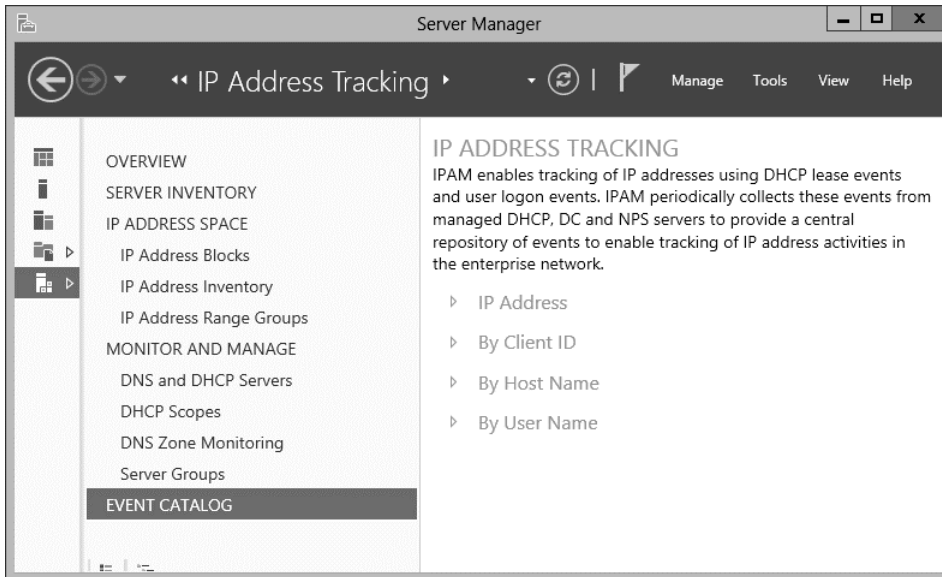 Server Manager
IP Address Tracking
Manage Tools View Help
OVERVIEW
SERVER INVENTORY
IP ADDRESS SPACE
IP Address Blocks
IP Address Inventory
IP Address Range Groups
MONITOR AND MANAGE
DNS and DHCP Servers
DHCP Scopes
DNS Zone Monitoring
Server Groups
EVENT CATALOG
IP ADDRESS TRACKING
IPAM enables tracking of IP addresses using DHCP lease events
and user logon events. IPAM periodically collects these events from
managed DHCP, DC and NPS servers to provide a central
repository of events to enable tracking of IP address activities in
the enterprise network.
IP Address
By Client ID
By Host Name
By User Name